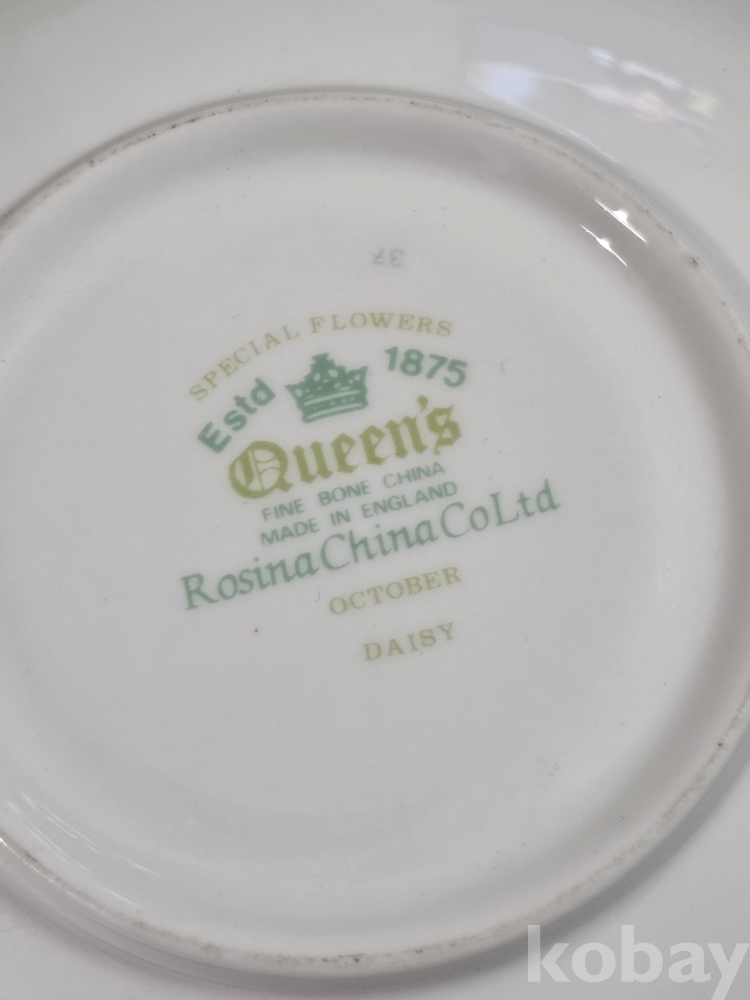 37
SPECIAL FLOWERS
Estd 1875
Queen's
FINE BONE CHINA
MADE IN ENGLAND
Rosina China Co Ltd
OCTOBER
DAISY
kobay